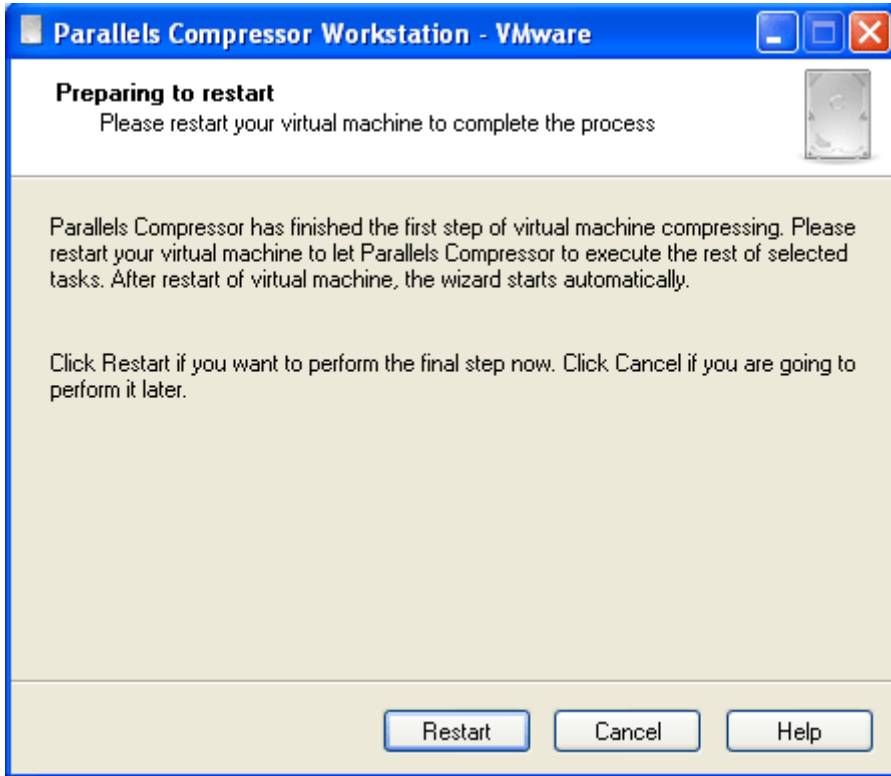 Parallels Compressor Workstation - VMware
Preparing to restart
Please restart your virtual machine to complete the process
Parallels Compressor has finished the first step of virtual machine compressing. Please
restart your virtual machine to let Parallels Compressor to execute the rest of selected
tasks. After restart of virtual machine, the wizard starts automatically.
Click Restart if you want to perform the final step now. Click Cancel if you are going to
perform it later.
Restart Cancel Help